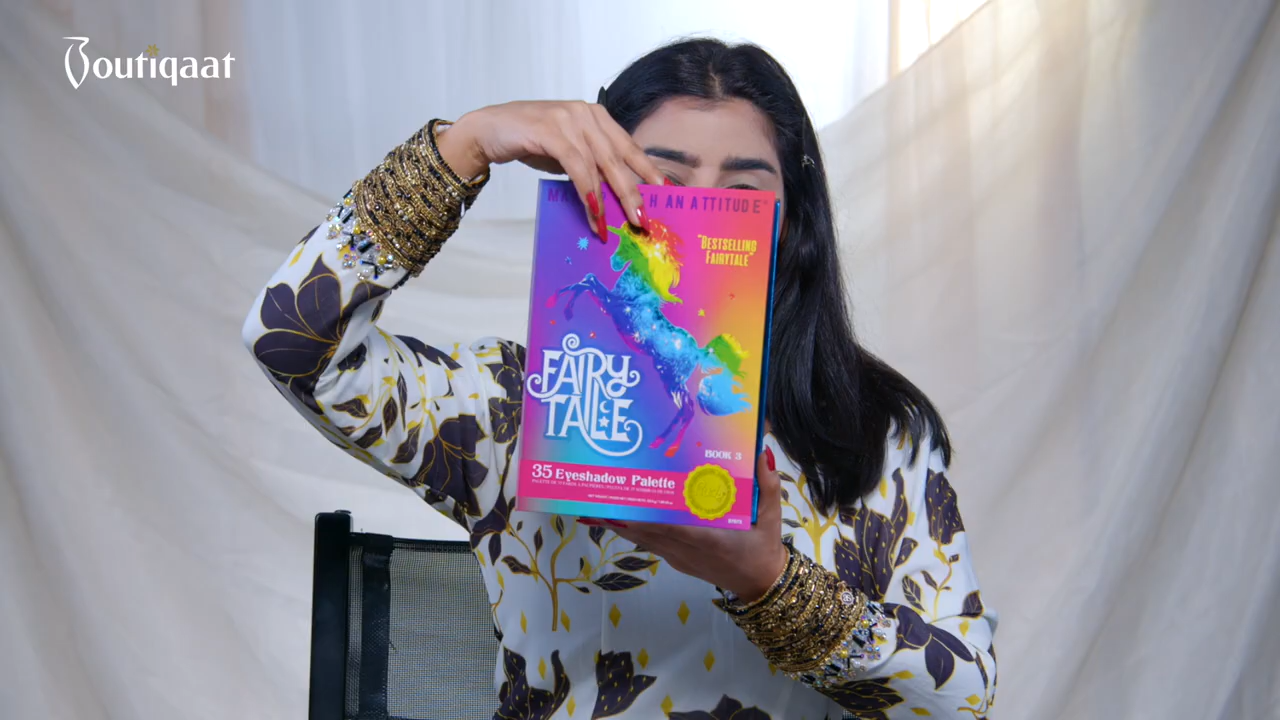 Boutiqaat
H AN ATTITUDE
"BESTSELLING
FAIRYTALE"
FAIRY
TALE
BOOK 3
35 Eyeshadow Palette